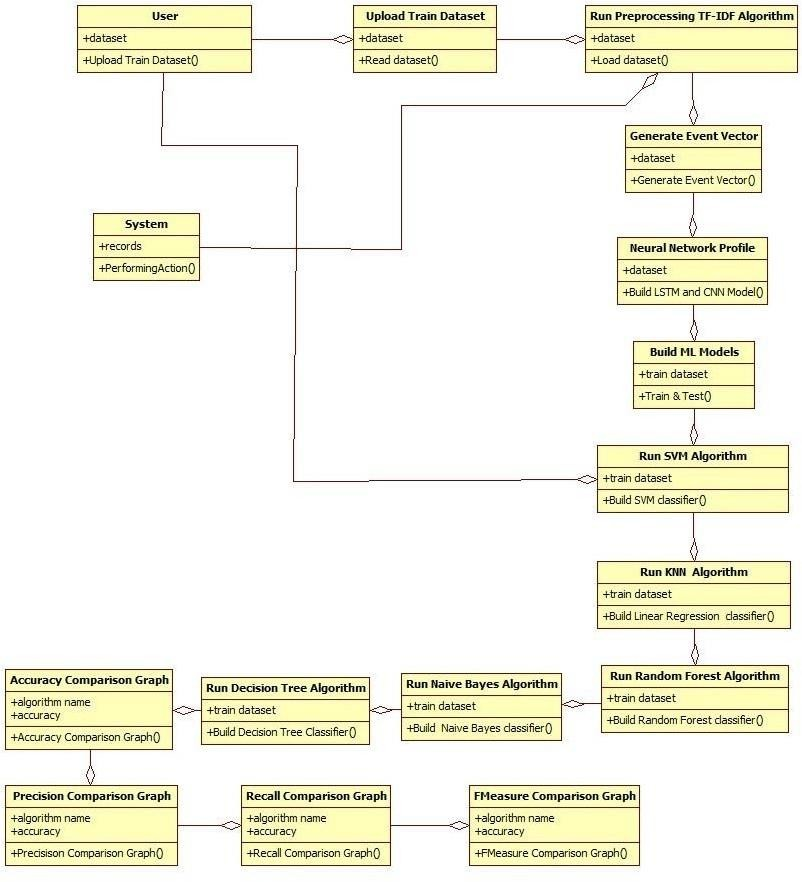 User
+dataset
+Upload Train Dataset()
Upload Train Dataset
+dataset
+Read dataset()
Run Preprocessing TF-IDF Algorithm
+dataset
+Load dataset()
Generate Event Vector
+dataset
+Generate Event Vector()
System
+records
+PerformingAction()
Neural Network Profile
+dataset
+Build LSTM and CNN Model()
Build ML Models
+train dataset
+Train & Test()
Run SVM Algorithm
+train dataset
+Build SVM classifier()
Run KNN Algorithm
+train dataset
+Build Linear Regression classifier()
Run Random Forest Algorithm
+train dataset
+Build Random Forest classifier()
Run Naive Bayes Algorithm
+train dataset
+Build Naive Bayes classifier()
Run Decision Tree Algorithm
+train dataset
+Build Decision Tree Classifier()
Accuracy Comparison Graph
+algorithm name
+accuracy
+Accuracy Comparison Graph()
Precision Comparison Graph
+algorithm name
+accuracy
+Precisison Comparison Graph()
Recall Comparison Graph
+algorithm name
+accuracy
+Recall Comparison Graph()
FMeasure Comparison Graph
+algorithm name
+accuracy
+FMeasure Comparison Graph()